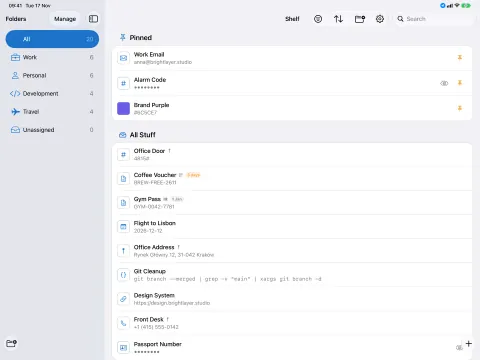 09:41 Tue 17 Nov
Folders
Manage
Shelf
Search
All 20
Work 6
Personal 6
Development 4
Travel 4
Unassigned 0
Pinned
Work Email
anna@brightlayer.studio
Alarm Code
••••••••
Brand Purple
#6C5CE7
All Stuff
Office Door
4815#
Coffee Voucher
BREW-FREE-2611
Gym Pass
GYM-0042-7781
Flight to Lisbon
2026-12-12
Office Address
Rynek Główny 12, 31-042 Kraków
Git Cleanup
git branch --merged | grep -v "main" | xargs git branch -d
Design System
https://design.brightlayer.studio
Front Desk
+1 (415) 555-0142
Passport Number
••••••••